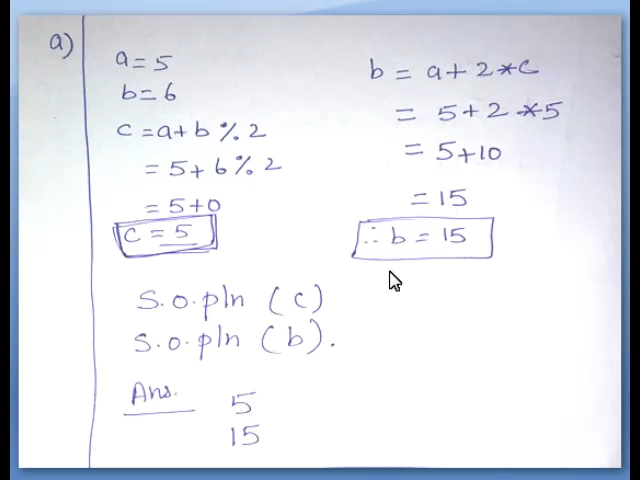 a)
a = 5
b = 6
c = a + b % 2
= 5 + 6 % 2
= 5 + 0
c = 5
b = a + 2 * c
= 5 + 2 * 5
= 5 + 10
= 15
∴ b = 15
S.o.pln (c)
S.o.pln (b).
Ans.
5
15